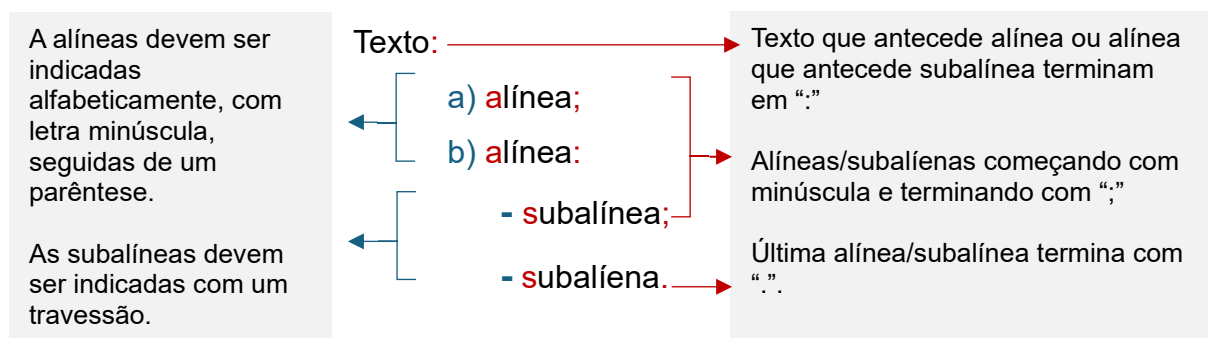 A alíneas devem ser
indicadas
alfabeticamente, com
letra minúscula,
seguidas de um
parêntese.
As subalíneas devem
ser indicadas com um
travessão.
Texto:
a) alínea;
b) alínea:
- subalínea;
- subalíena.
Texto que antecede alínea ou alínea
que antecede subalínea terminam
em “:”
Alíneas/subalíenas começando com
minúscula e terminando com “;”
Última alínea/subalínea termina com
“.”.